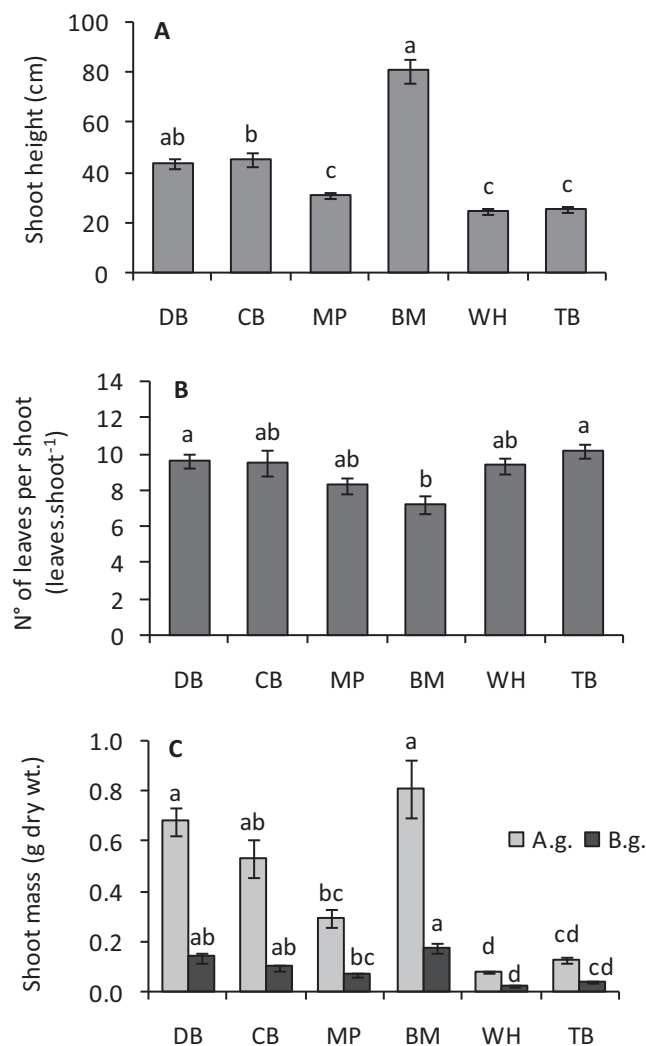 A
Shoot height (cm)
100
80
60
40
20
0
ab
b
c
a
c
c
DB CB MP BM WH TB
B
N° of leaves per shoot
(leaves.shoot⁻¹)
14
12
10
8
6
4
2
0
a
ab
ab
b
ab
a
DB CB MP BM WH TB
C
Shoot mass (g dry wt.)
1.0
0.8
0.6
0.4
0.2
0.0
a
ab
ab
ab
bc
bc
a
a
d
d
cd
cd
A.g. B.g.
DB CB MP BM WH TB